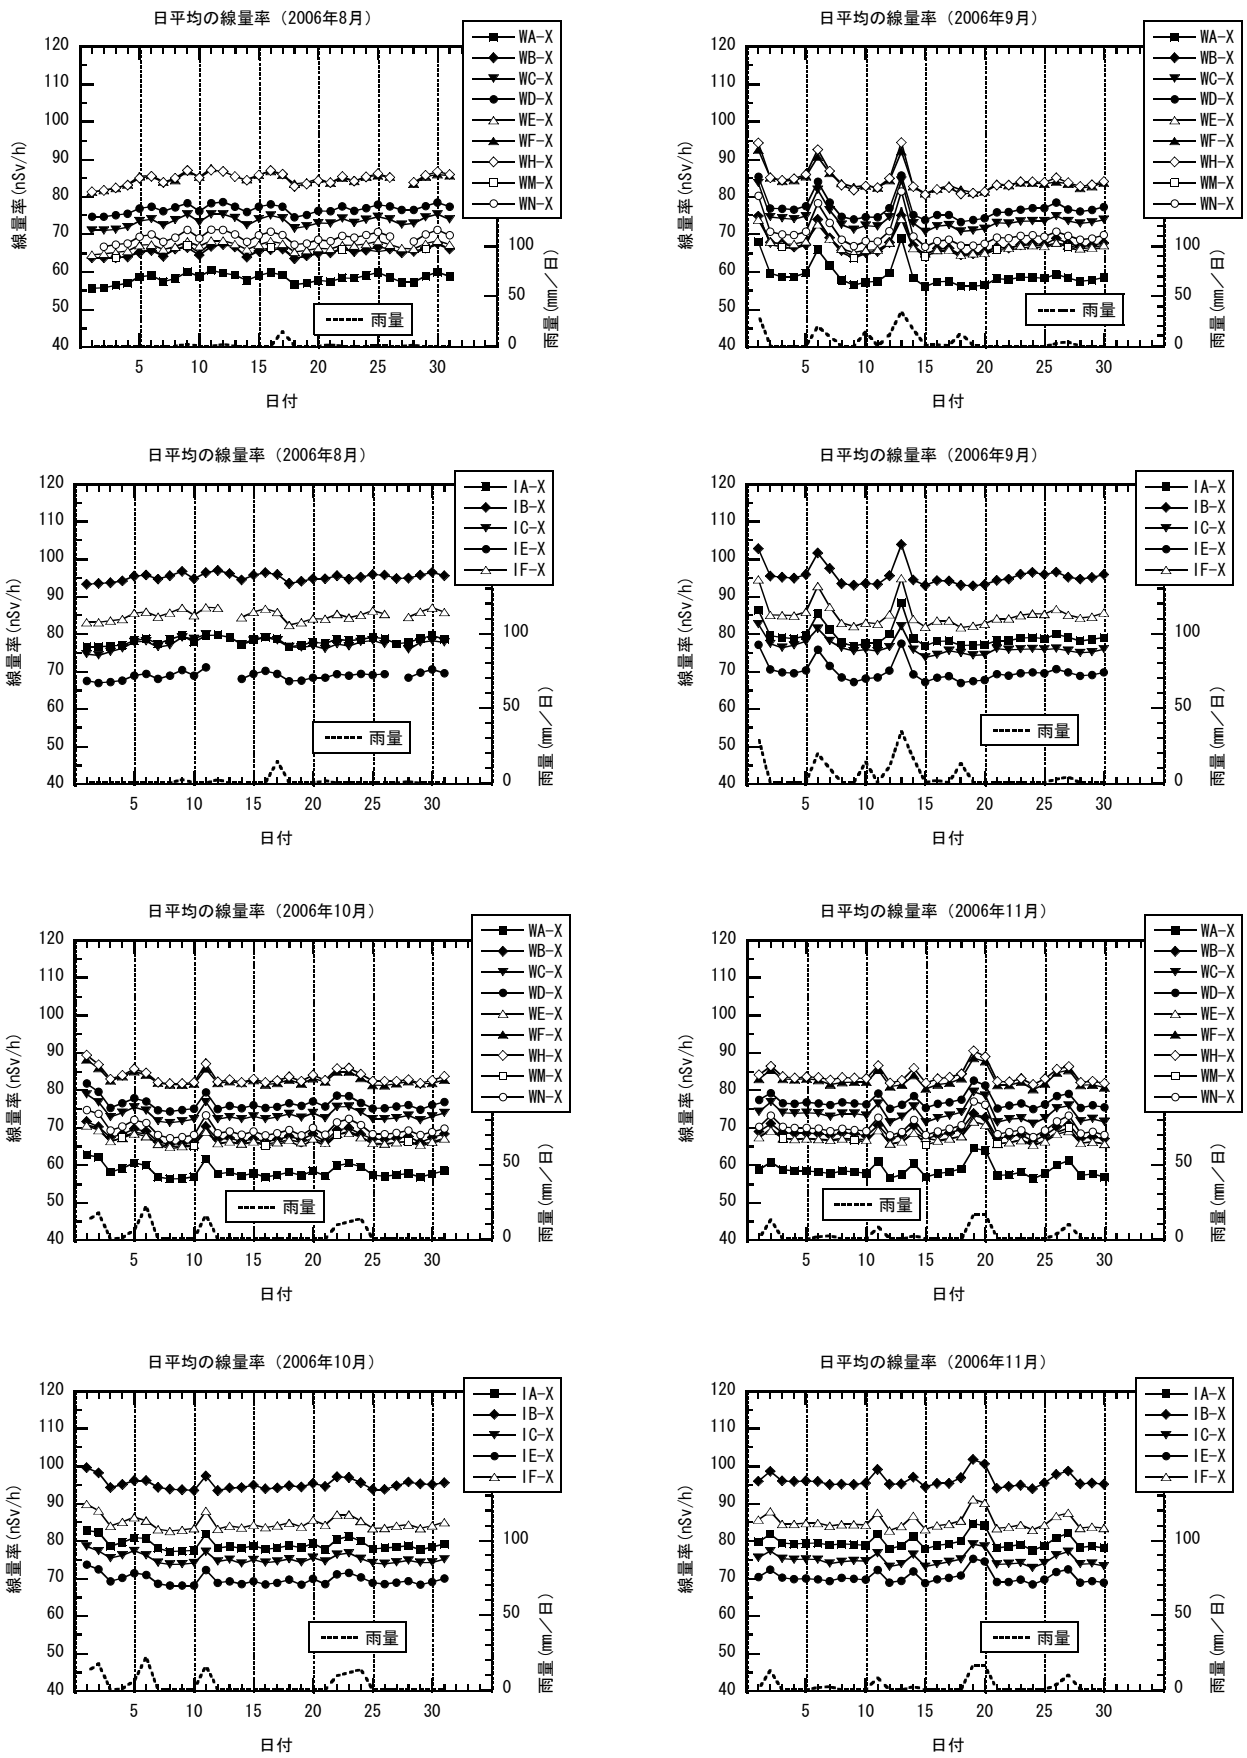 日平均の線量率（2006年8月）
120
110
100
90
80
70
60
50
40
線量率(nSv/h)
WA-X
WB-X
WC-X
WD-X
WE-X
WF-X
WH-X
WM-X
WN-X
100
50
0
雨量(mm／日)
雨量
5 10 15 20 25 30
日付
日平均の線量率（2006年9月）
120
110
100
90
80
70
60
50
40
線量率(nSv/h)
WA-X
WB-X
WC-X
WD-X
WE-X
WF-X
WH-X
WM-X
WN-X
100
50
0
雨量(mm／日)
雨量
5 10 15 20 25 30
日付
日平均の線量率（2006年8月）
120
110
100
90
80
70
60
50
40
線量率(nSv/h)
IA-X
IB-X
IC-X
IE-X
IF-X
100
50
0
雨量(mm／日)
雨量
5 10 15 20 25 30
日付
日平均の線量率（2006年9月）
120
110
100
90
80
70
60
50
40
線量率(nSv/h)
IA-X
IB-X
IC-X
IE-X
IF-X
100
50
0
雨量(mm／日)
雨量
5 10 15 20 25 30
日付
日平均の線量率（2006年10月）
120
110
100
90
80
70
60
50
40
線量率(nSv/h)
WA-X
WB-X
WC-X
WD-X
WE-X
WF-X
WH-X
WM-X
WN-X
50
0
雨量(mm／日)
雨量
5 10 15 20 25 30
日付
日平均の線量率（2006年11月）
120
110
100
90
80
70
60
50
40
線量率(nSv/h)
WA-X
WB-X
WC-X
WD-X
WE-X
WF-X
WH-X
WM-X
WN-X
50
0
雨量(mm／日)
雨量
5 10 15 20 25 30
日付
日平均の線量率（2006年10月）
120
110
100
90
80
70
60
50
40
線量率(nSv/h)
IA-X
IB-X
IC-X
IE-X
IF-X
100
50
0
雨量(mm／日)
雨量
5 10 15 20 25 30
日付
日平均の線量率（2006年11月）
120
110
100
90
80
70
60
50
40
線量率(nSv/h)
IA-X
IB-X
IC-X
IE-X
IF-X
100
50
0
雨量(mm／日)
雨量
5 10 15 20 25 30
日付